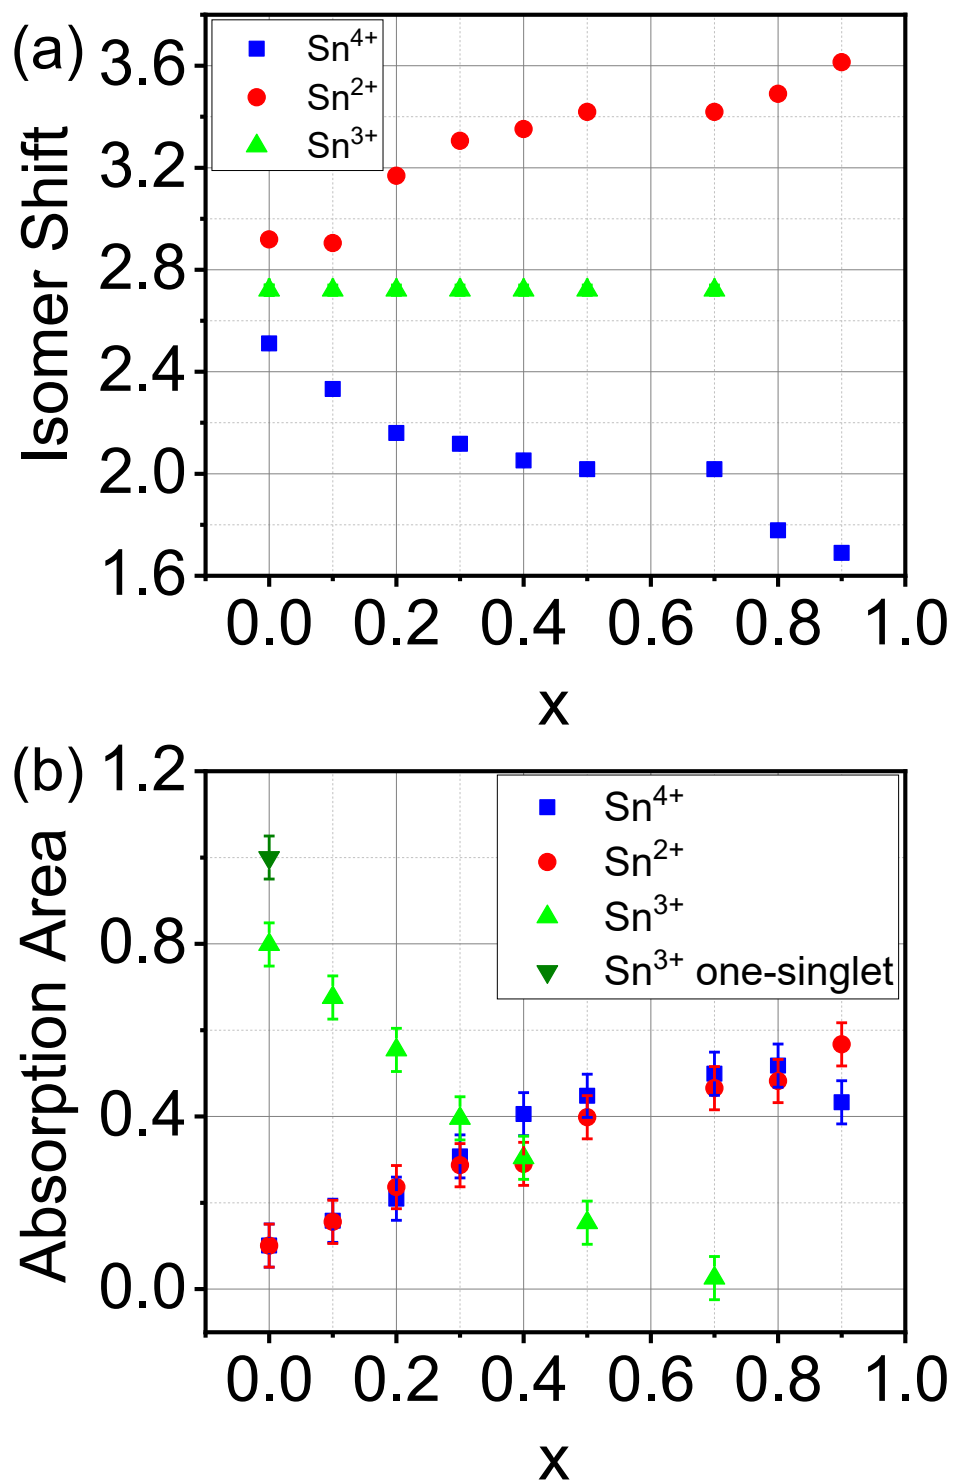 (a)
Isomer Shift
3.6
3.2
2.8
2.4
2.0
1.6
Sn⁴⁺
Sn²⁺
Sn³⁺
0.0 0.2 0.4 0.6 0.8 1.0
x
(b)
Absorption Area
1.2
0.8
0.4
0.0
Sn⁴⁺
Sn²⁺
Sn³⁺
Sn³⁺ one-singlet
0.0 0.2 0.4 0.6 0.8 1.0
x